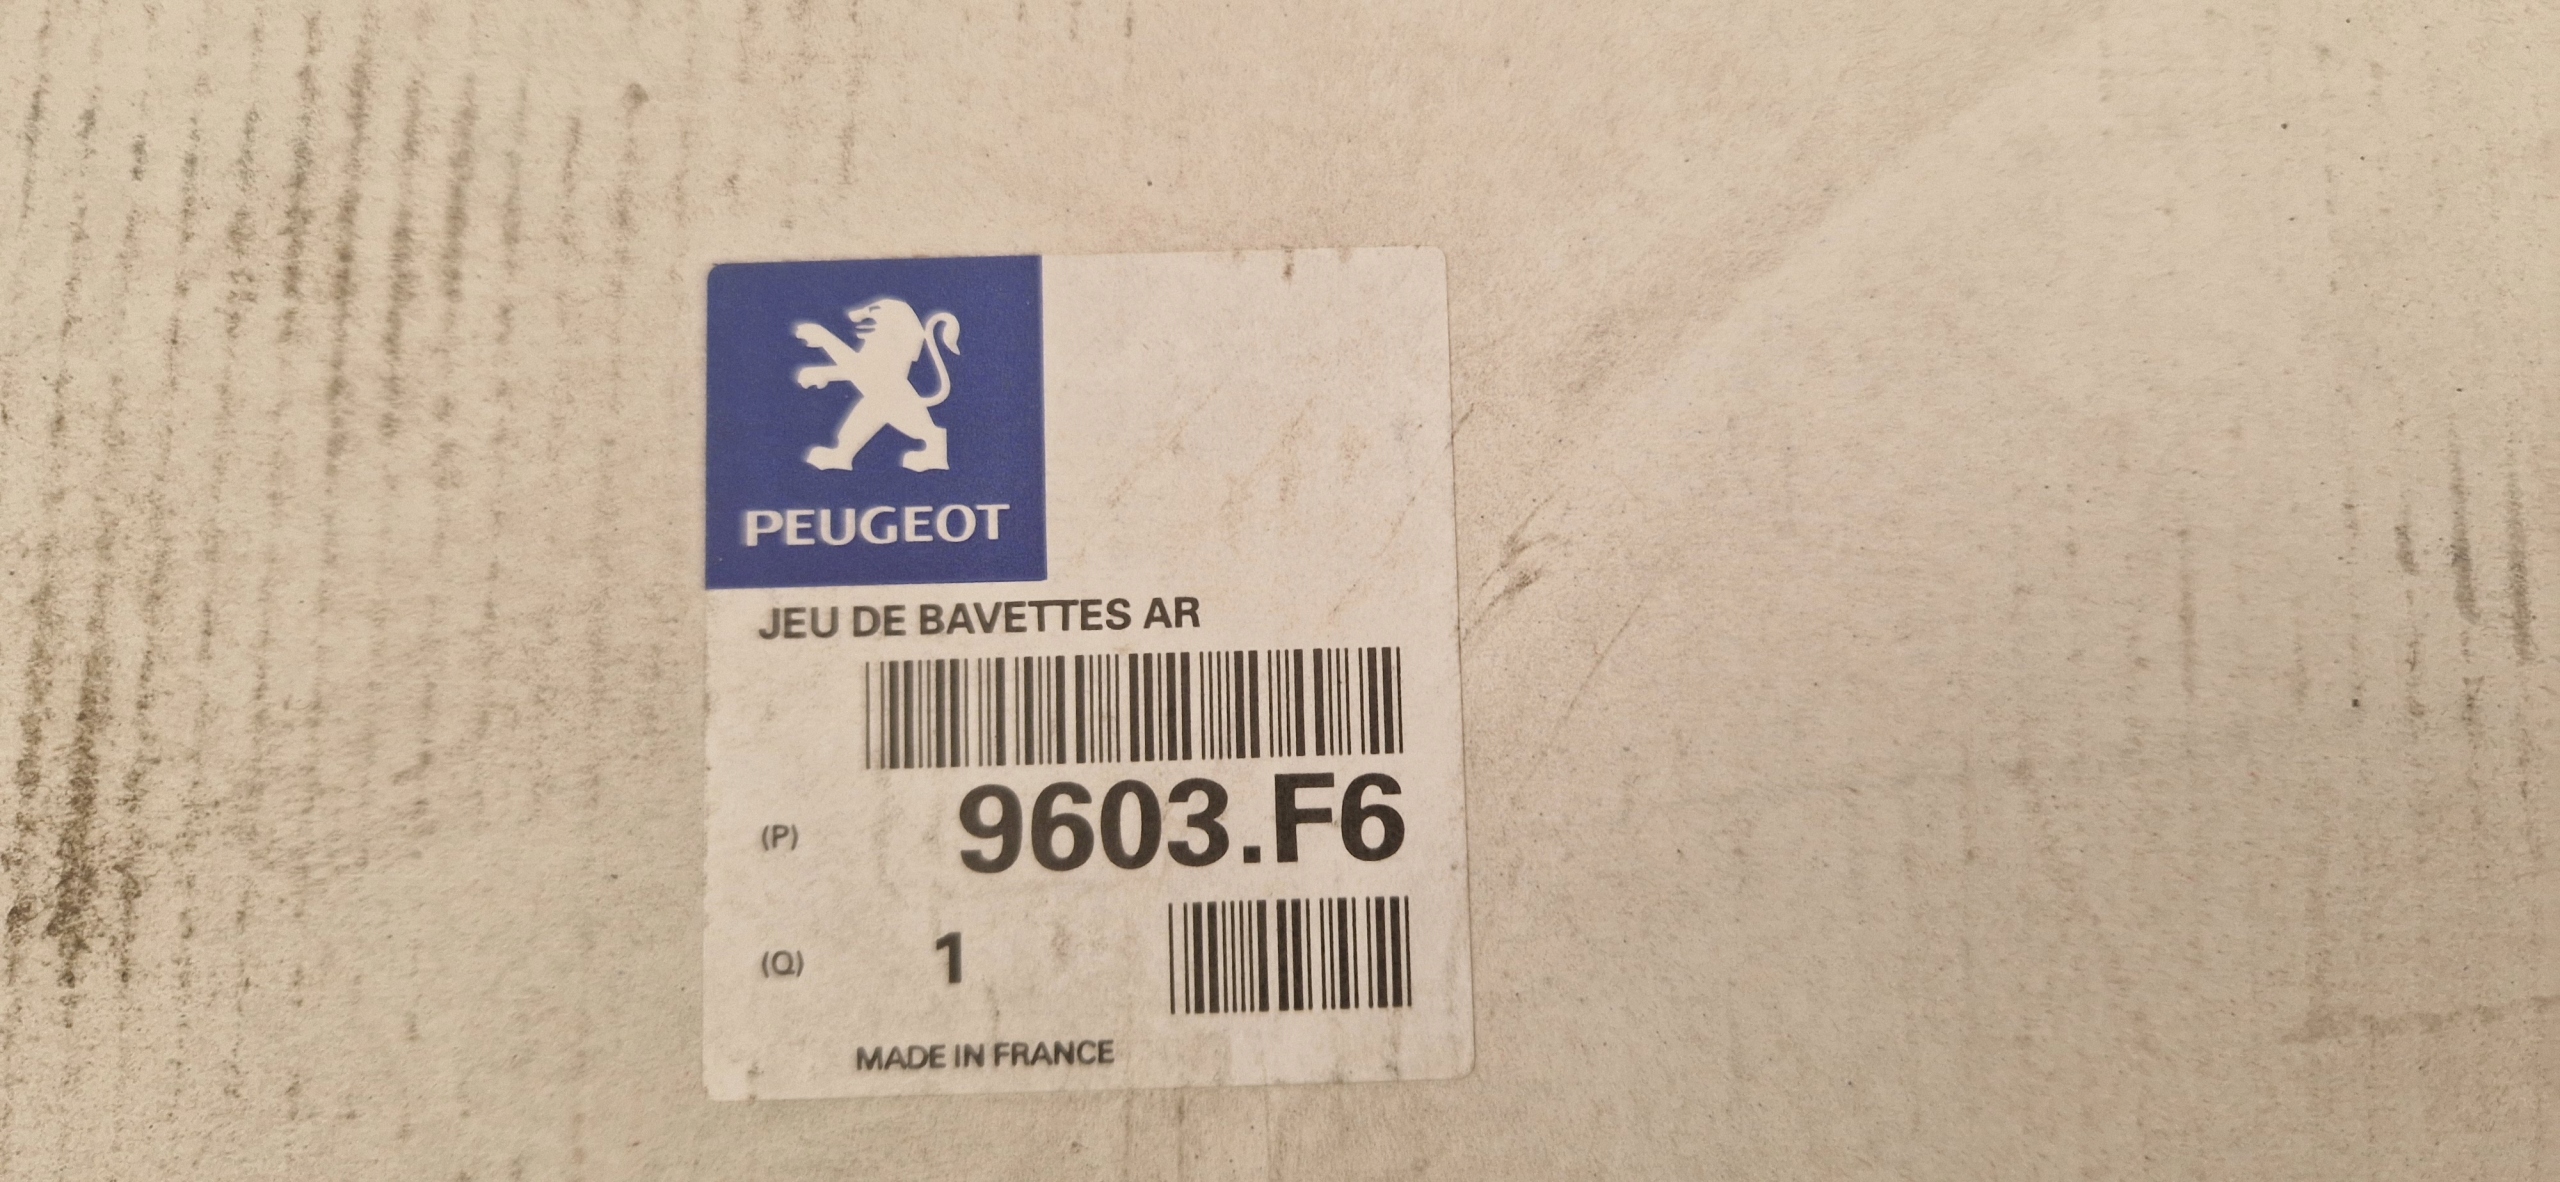 PEUGEOT
JEU DE BAVETTES AR
(P) 9603.F6
(Q) 1
MADE IN FRANCE